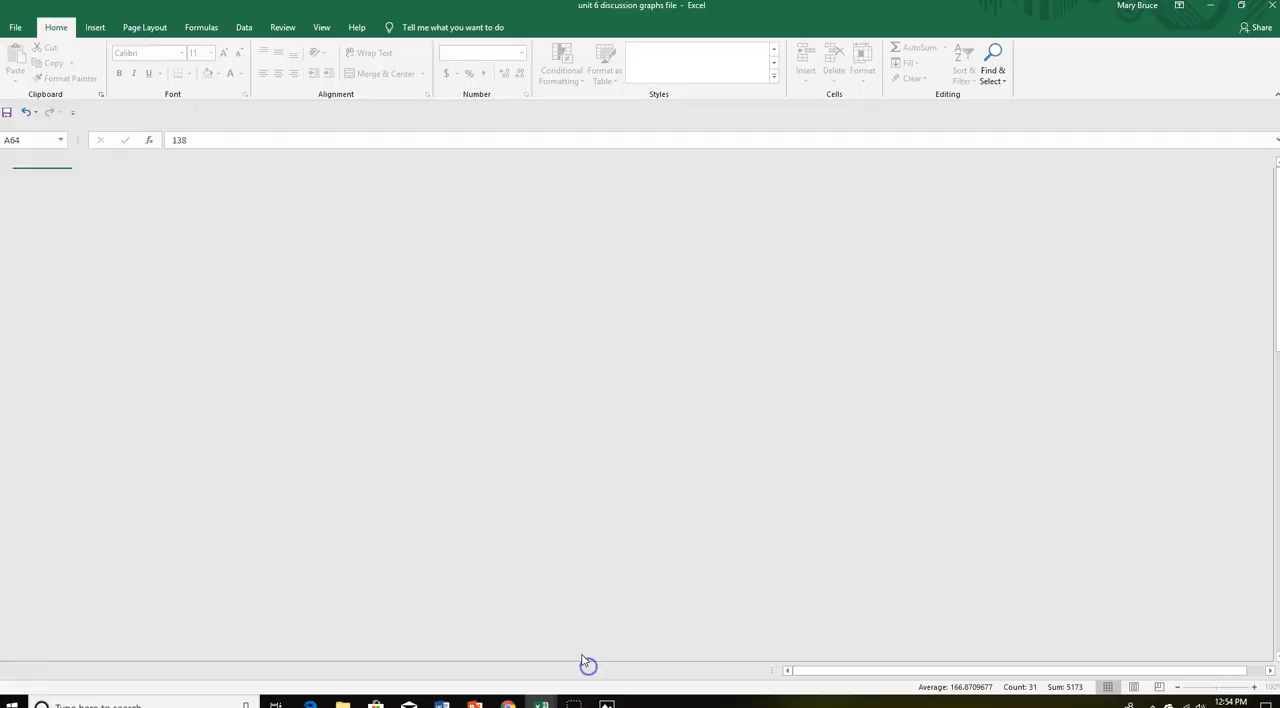 unit 6 discussion graphs file - Excel
Mary Bruce
File Home Insert Page Layout Formulas Data Review View Help Tell me what you want to do
Share
Cut
Copy
Format Painter
Paste
Clipboard
Calibri 11
B I U
Font
Wrap Text
Merge & Center
Alignment
$ % ,
Number
Conditional Formatting
Format as Table
Styles
Insert Delete Format
Cells
AutoSum
Fill
Clear
Sort & Filter
Find & Select
Editing
A64
fx 138
Average: 166.8709677 Count: 31 Sum: 5173
100%
Type here to search
12:54 PM